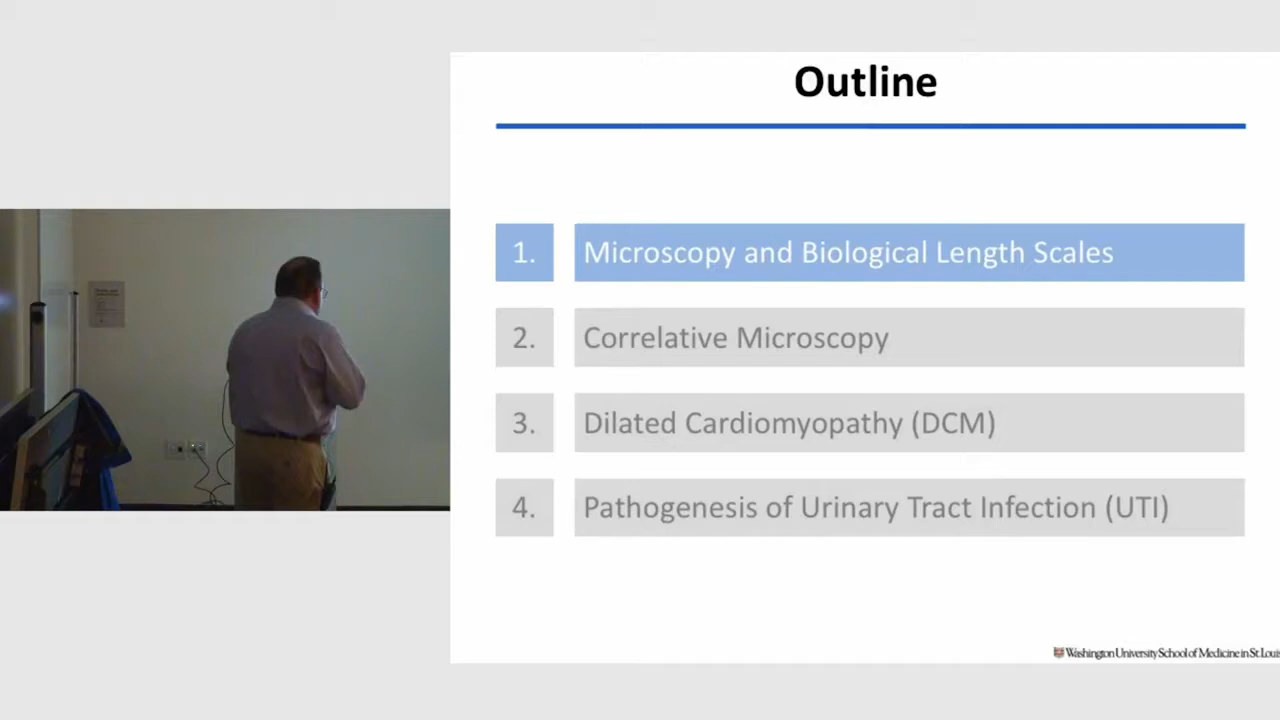 Outline
1. Microscopy and Biological Length Scales
2. Correlative Microscopy
3. Dilated Cardiomyopathy (DCM)
4. Pathogenesis of Urinary Tract Infection (UTI)
Washington University School of Medicine in St. Louis